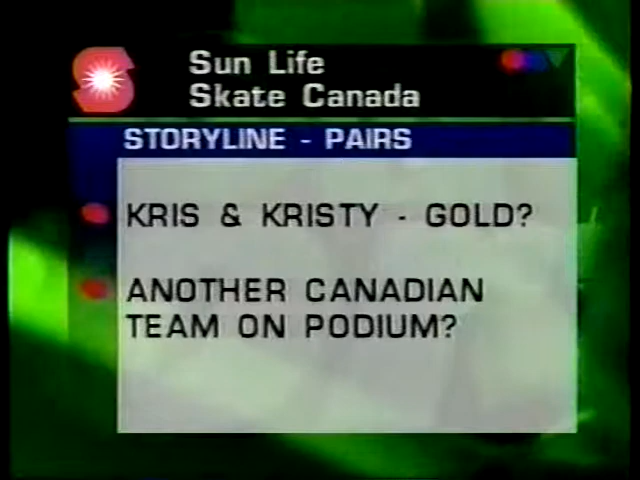 Sun Life
Skate Canada
STORYLINE - PAIRS
KRIS & KRISTY - GOLD?
ANOTHER CANADIAN
TEAM ON PODIUM?